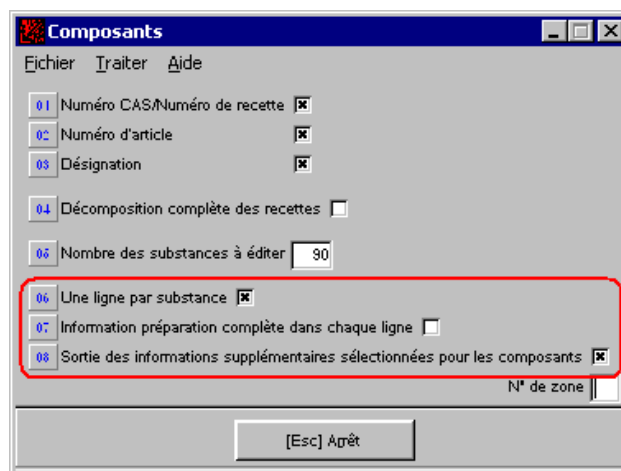 Composants
Fichier Traiter Aide
01 Numéro CAS/Numéro de recette
02 Numéro d'article
03 Désignation
04 Décomposition complète des recettes
05 Nombre des substances à éditer 90
06 Une ligne par substance
07 Information préparation complète dans chaque ligne
08 Sortie des informations supplémentaires sélectionnées pour les composants
N° de zone
[Esc] Arrêt